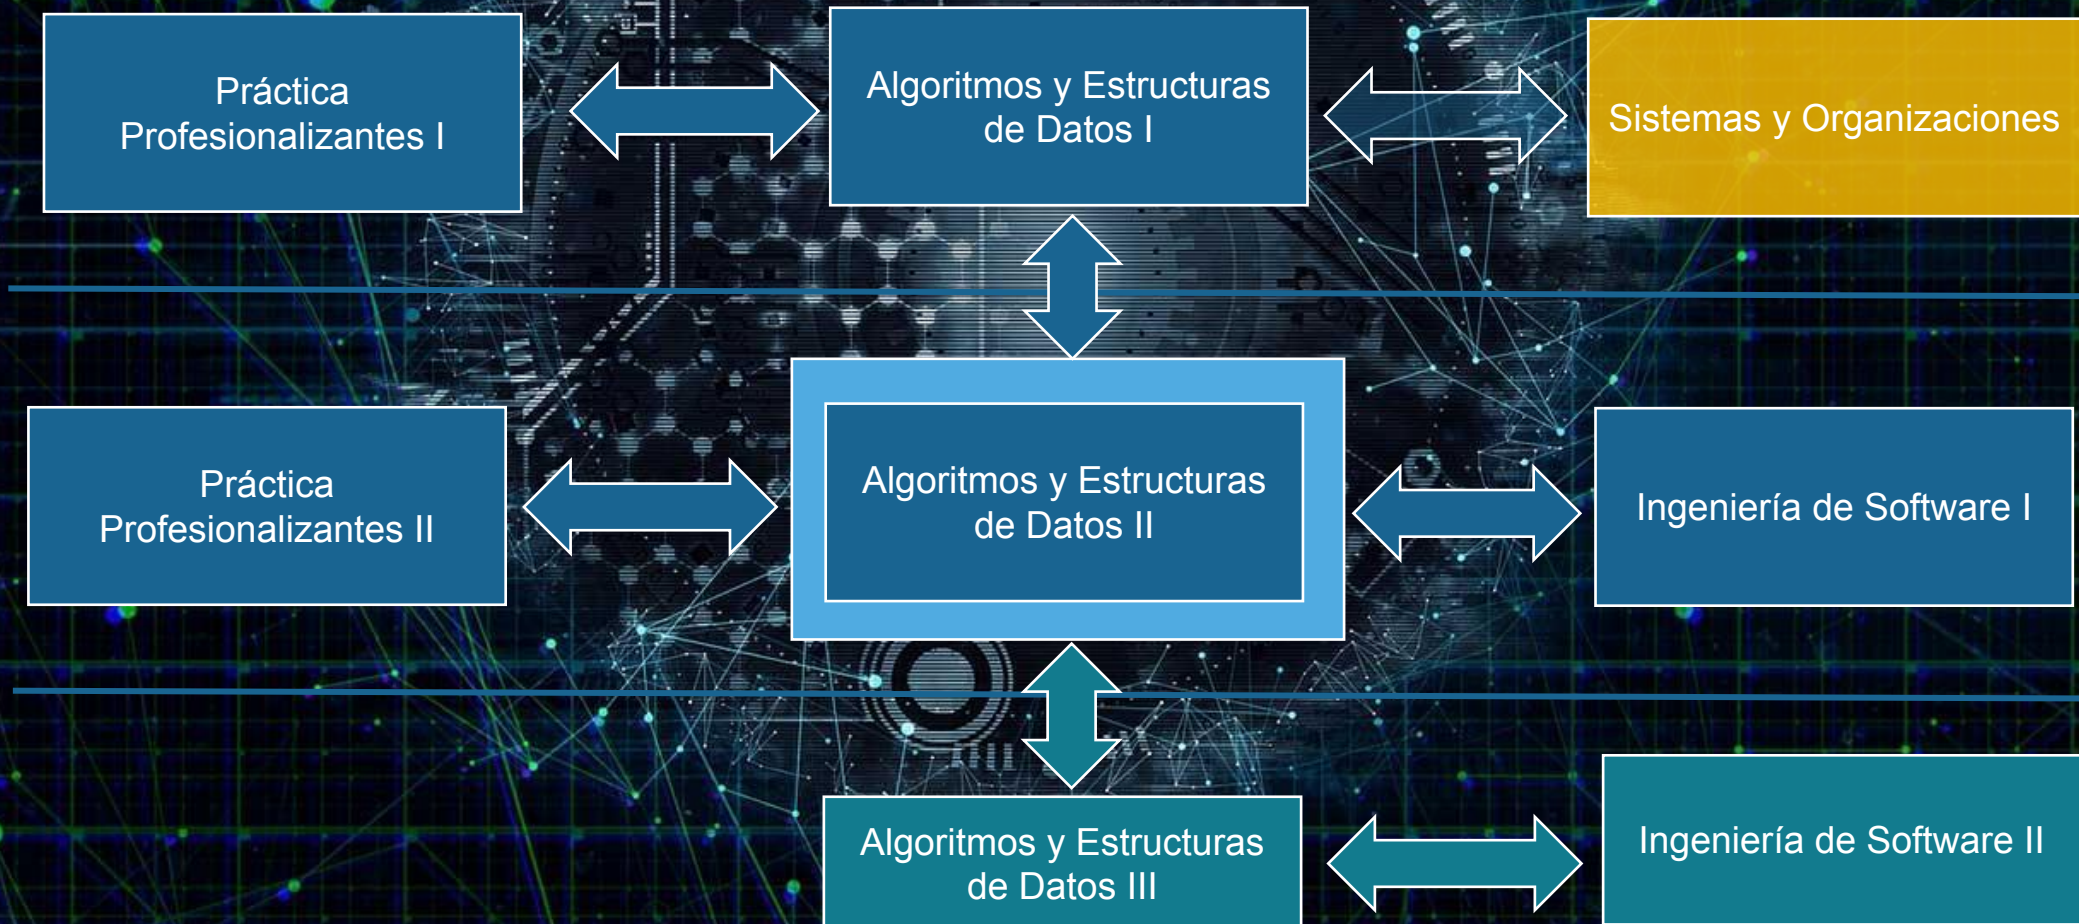 Práctica
Profesionalizantes I
Algoritmos y Estructuras
de Datos I
Sistemas y Organizaciones
Práctica
Profesionalizantes II
Algoritmos y Estructuras
de Datos II
Ingeniería de Software I
Algoritmos y Estructuras
de Datos III
Ingeniería de Software II